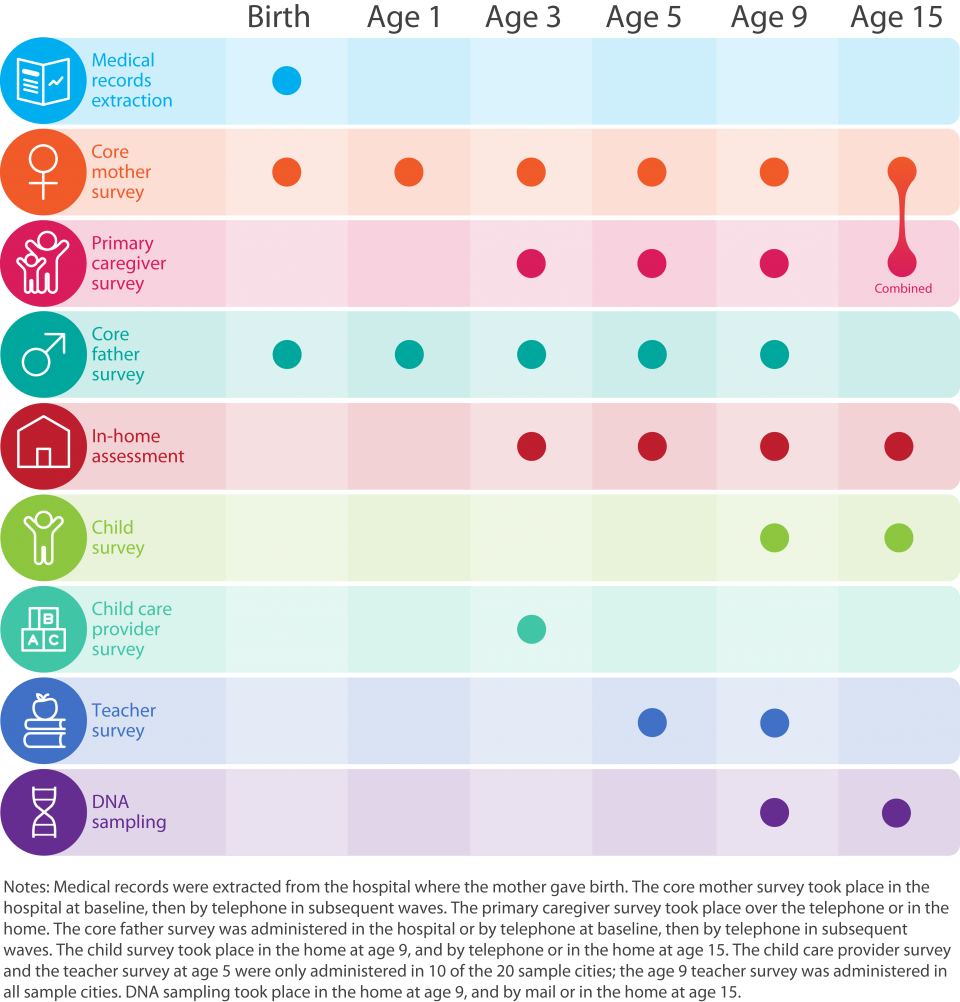 Birth Age 1 Age 3 Age 5 Age 9 Age 15
Medical
records
extraction
Core
mother
survey
Primary
caregiver
survey
Combined
Core
father
survey
In-home
assessment
Child
survey
B
A C
Child care
provider
survey
Teacher
survey
DNA
sampling
Notes: Medical records were extracted from the hospital where the mother gave birth. The core mother survey took place in the
hospital at baseline, then by telephone in subsequent waves. The primary caregiver survey took place over the telephone or in the
home. The core father survey was administered in the hospital or by telephone at baseline, then by telephone in subsequent
waves. The child survey took place in the home at age 9, and by telephone or in the home at age 15. The child care provider survey
and the teacher survey at age 5 were only administered in 10 of the 20 sample cities; the age 9 teacher survey was administered in
all sample cities. DNA sampling took place in the home at age 9, and by mail or in the home at age 15.